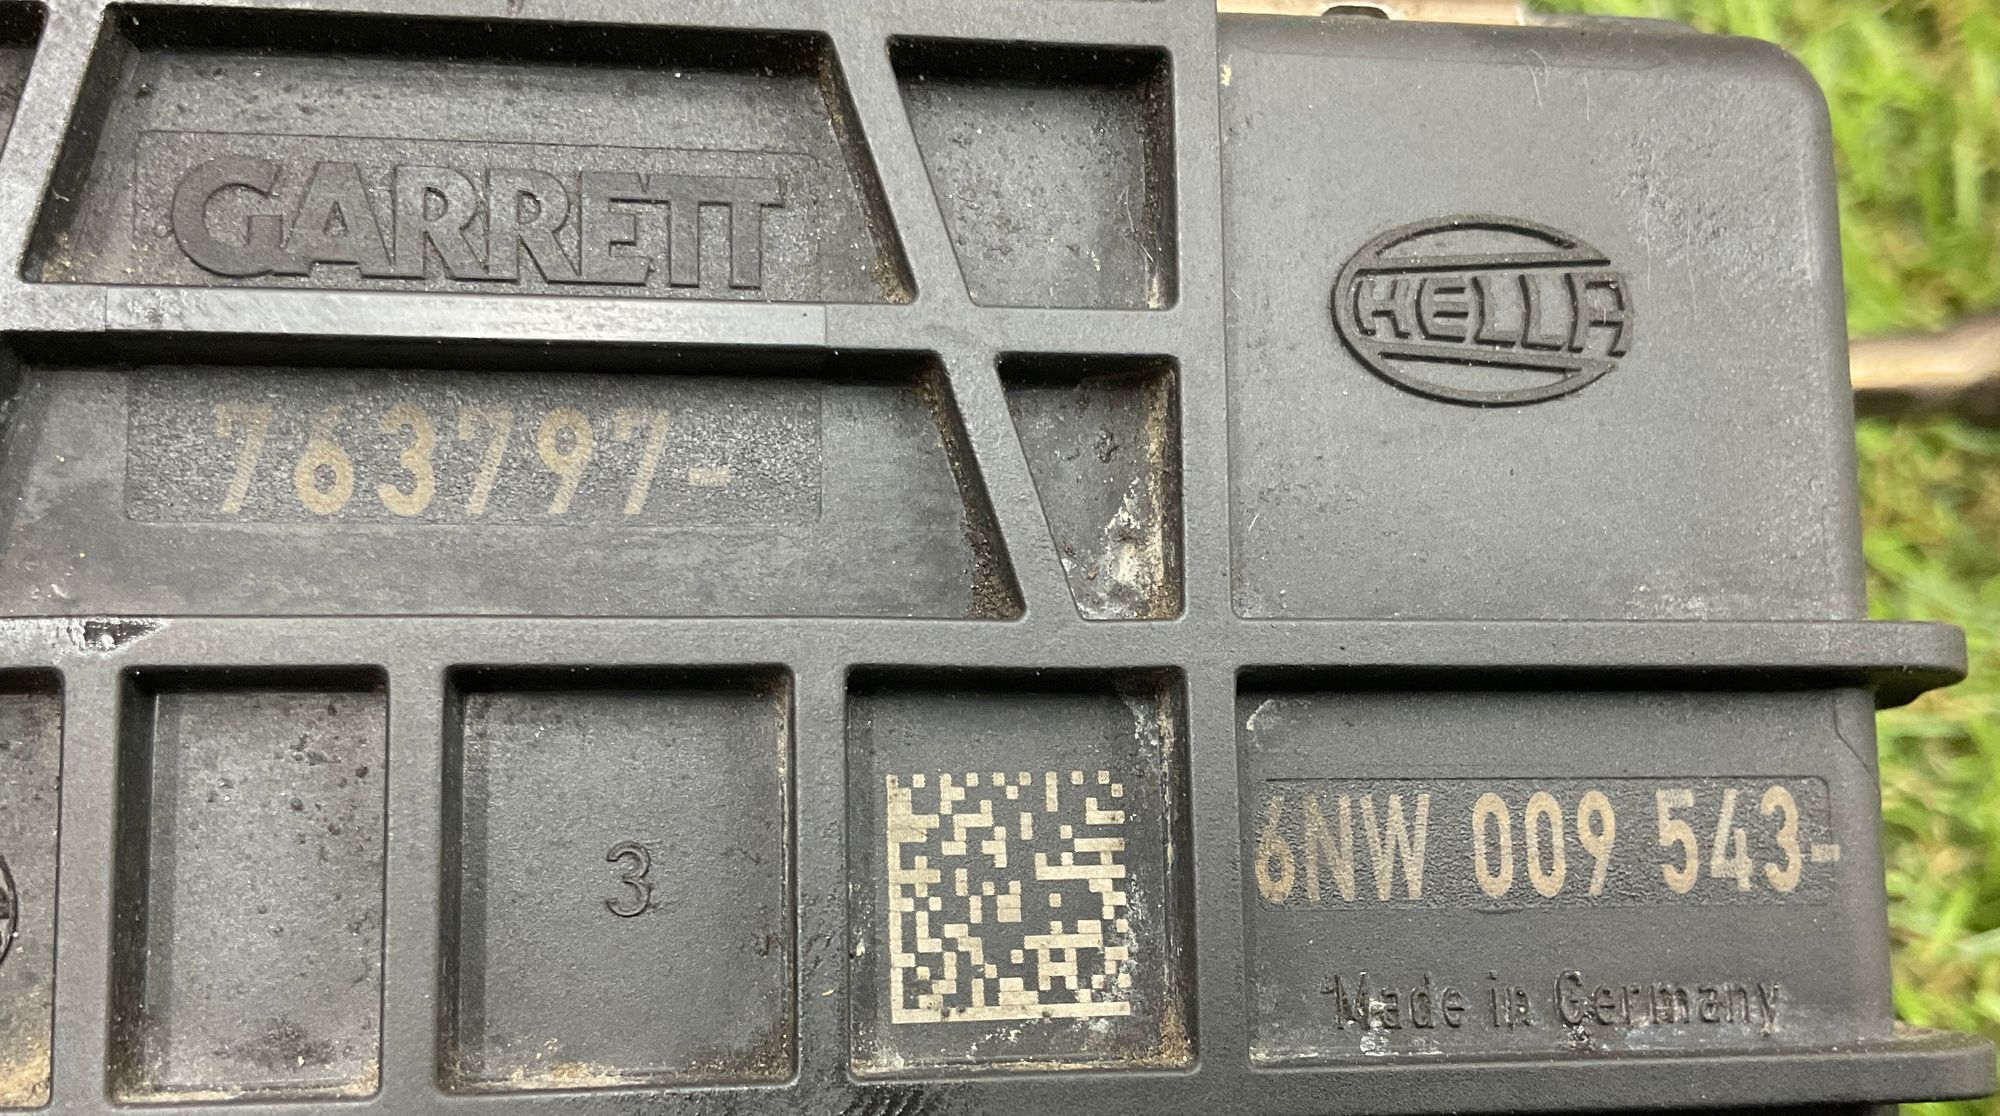 GARRETT
HELLA
763797-
3
6NW 009 543-
Made in Germany